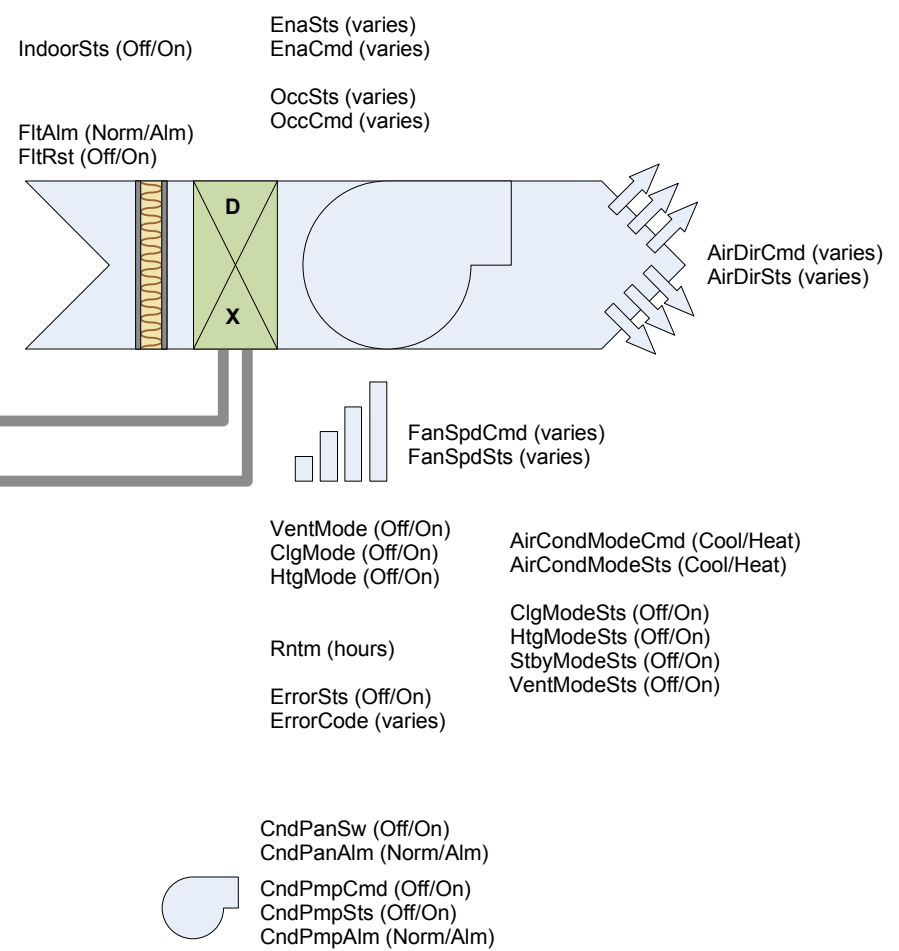 IndoorSts (Off/On)
EnaSts (varies)
EnaCmd (varies)
OccSts (varies)
OccCmd (varies)
FltAlm (Norm/Alm)
FltRst (Off/On)
D
X
AirDirCmd (varies)
AirDirSts (varies)
FanSpdCmd (varies)
FanSpdSts (varies)
VentMode (Off/On)
ClgMode (Off/On)
HtgMode (Off/On)
AirCondModeCmd (Cool/Heat)
AirCondModeSts (Cool/Heat)
ClgModeSts (Off/On)
HtgModeSts (Off/On)
StbyModeSts (Off/On)
VentModeSts (Off/On)
Rntm (hours)
ErrorSts (Off/On)
ErrorCode (varies)
CndPanSw (Off/On)
CndPanAlm (Norm/Alm)
CndPmpCmd (Off/On)
CndPmpSts (Off/On)
CndPmpAlm (Norm/Alm)